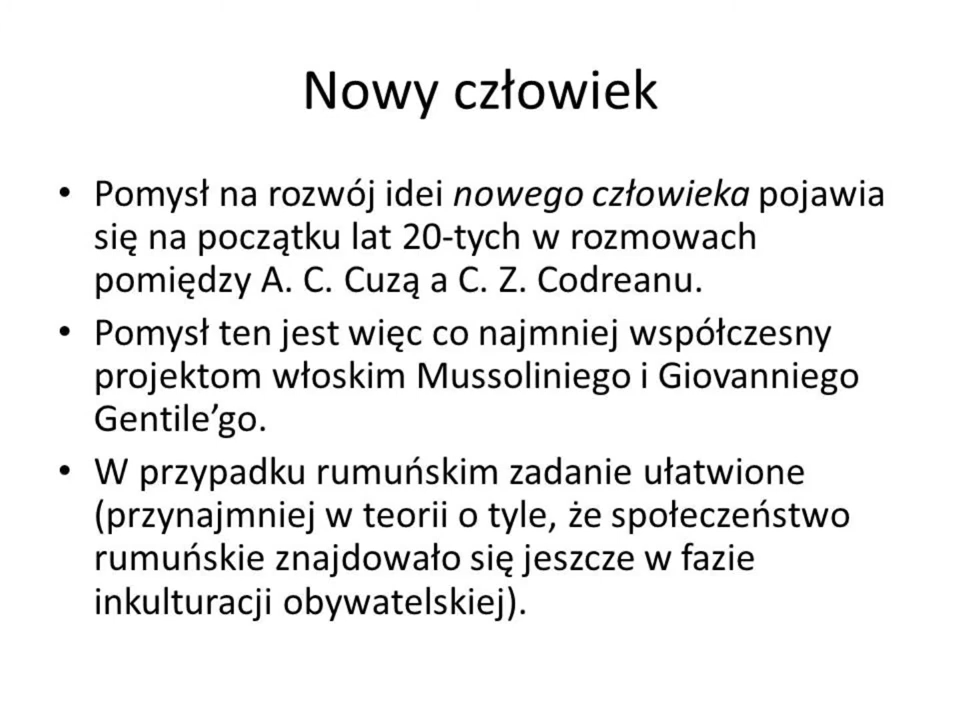 Nowy człowiek
• Pomysł na rozwój idei nowego człowieka pojawia
się na początku lat 20-tych w rozmowach
pomiędzy A. C. Cuzą a C. Z. Codreanu.
• Pomysł ten jest więc co najmniej współczesny
projektom włoskim Mussoliniego i Giovanniego
Gentile’go.
• W przypadku rumuńskim zadanie ułatwione
(przynajmniej w teorii o tyle, że społeczeństwo
rumuńskie znajdowało się jeszcze w fazie
inkulturacji obywatelskiej).